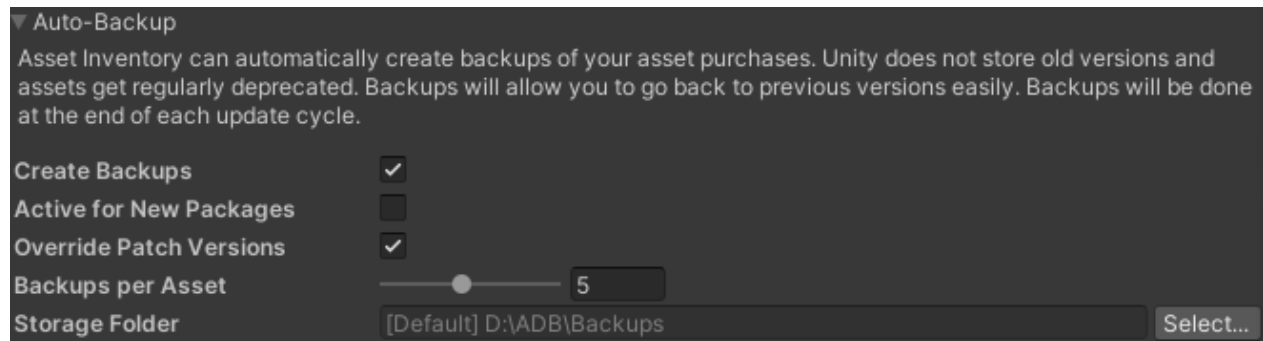 Auto-Backup
Asset Inventory can automatically create backups of your asset purchases. Unity does not store old versions and
assets get regularly deprecated. Backups will allow you to go back to previous versions easily. Backups will be done
at the end of each update cycle.
Create Backups
Active for New Packages
Override Patch Versions
Backups per Asset 5
Storage Folder [Default] D:\ADB\Backups Select...